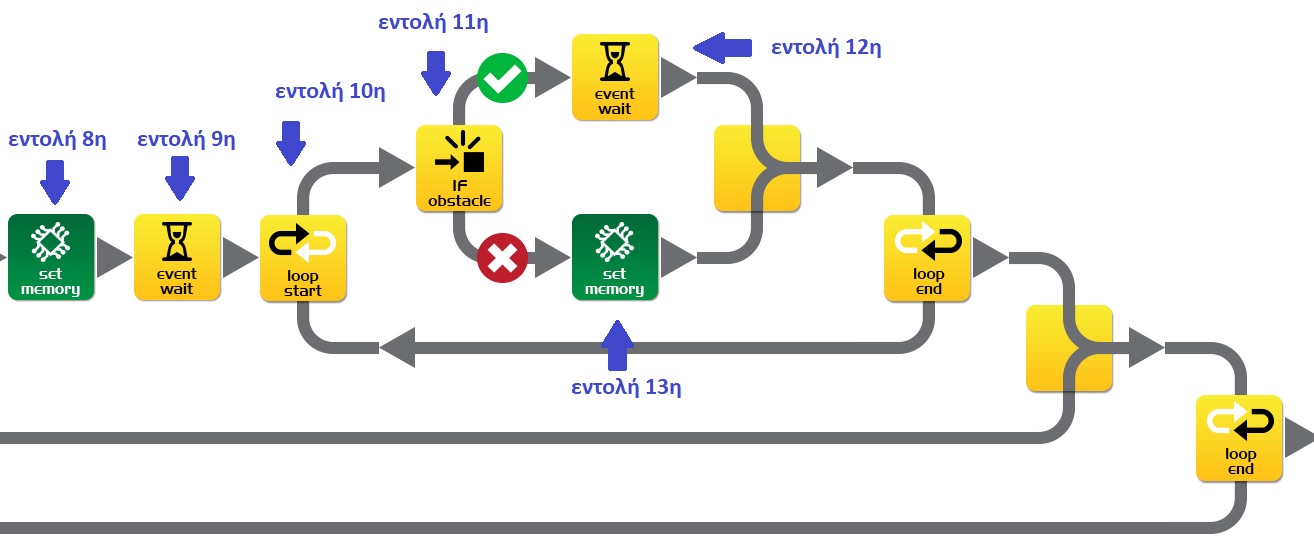 εντολή 11η
εντολή 12η
event
wait
εντολή 10η
εντολή 8η
εντολή 9η
IF
obstacle
set
memory
event
wait
loop
start
set
memory
loop
end
εντολή 13η
loop
end